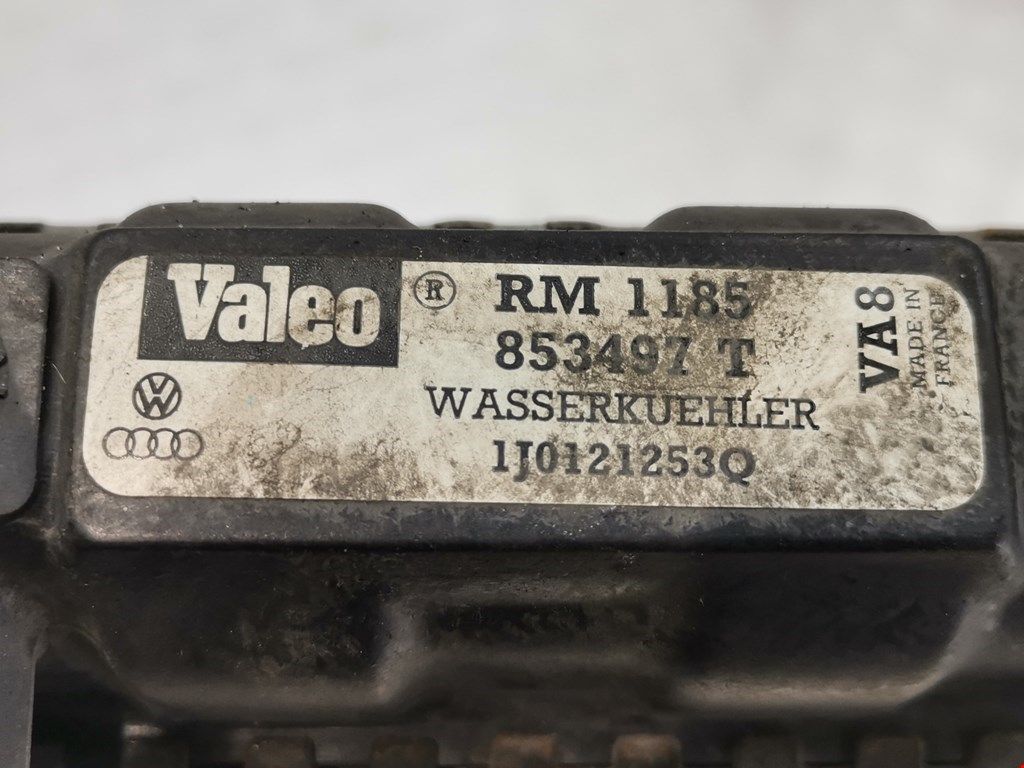 Valeo ® RM 1185
853497 T
WASSERKUEHLER
1J0121253Q
VA8
MADE IN
FRANCE